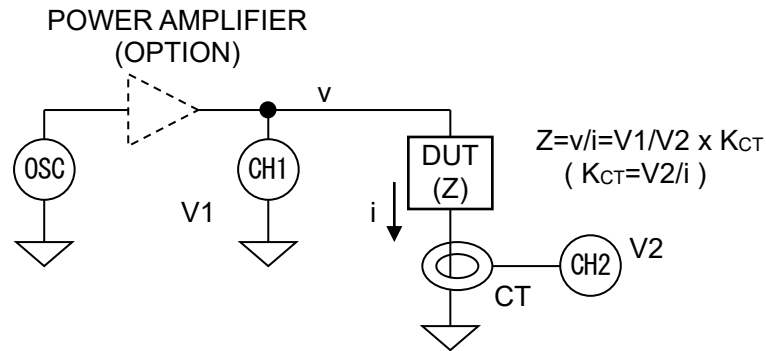 POWER AMPLIFIER
(OPTION)
v
OSC
CH1
V1
DUT
(Z)
i
Z=v/i=V1/V2 x KCT
( KCT=V2/i )
CT
CH2
V2